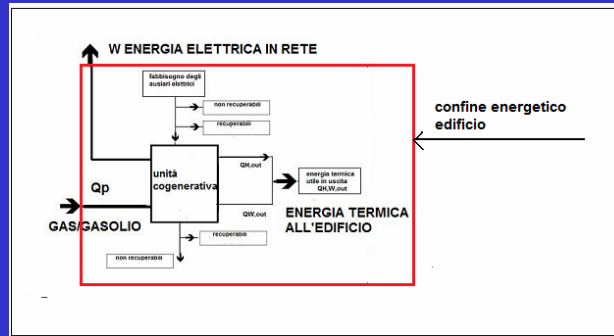 W ENERGIA ELETTRICA IN RETE
fabbisogno degli
ausiari elettrici
non recuperabili
recuperabili
confine energetico
edificio
unità
cogenerativa
QH,out
energia termica
utile in uscita
QH,W,out
Qp
QW,out
ENERGIA TERMICA
ALL'EDIFICIO
GAS/GASOLIO
recuperabili
non recuperabili